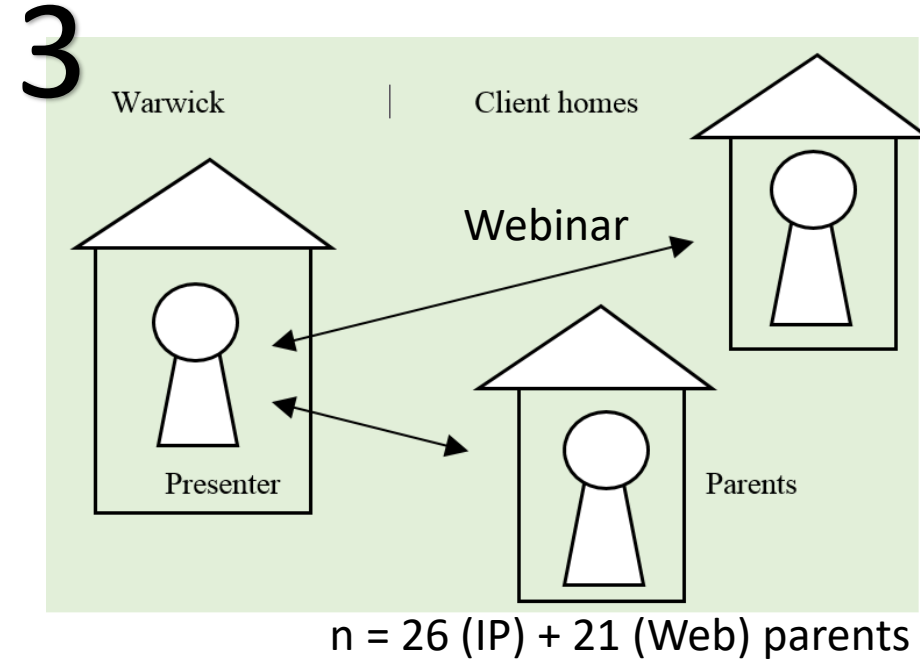 3
Warwick | Client homes
Webinar
Presenter
Parents
n = 26 (IP) + 21 (Web) parents